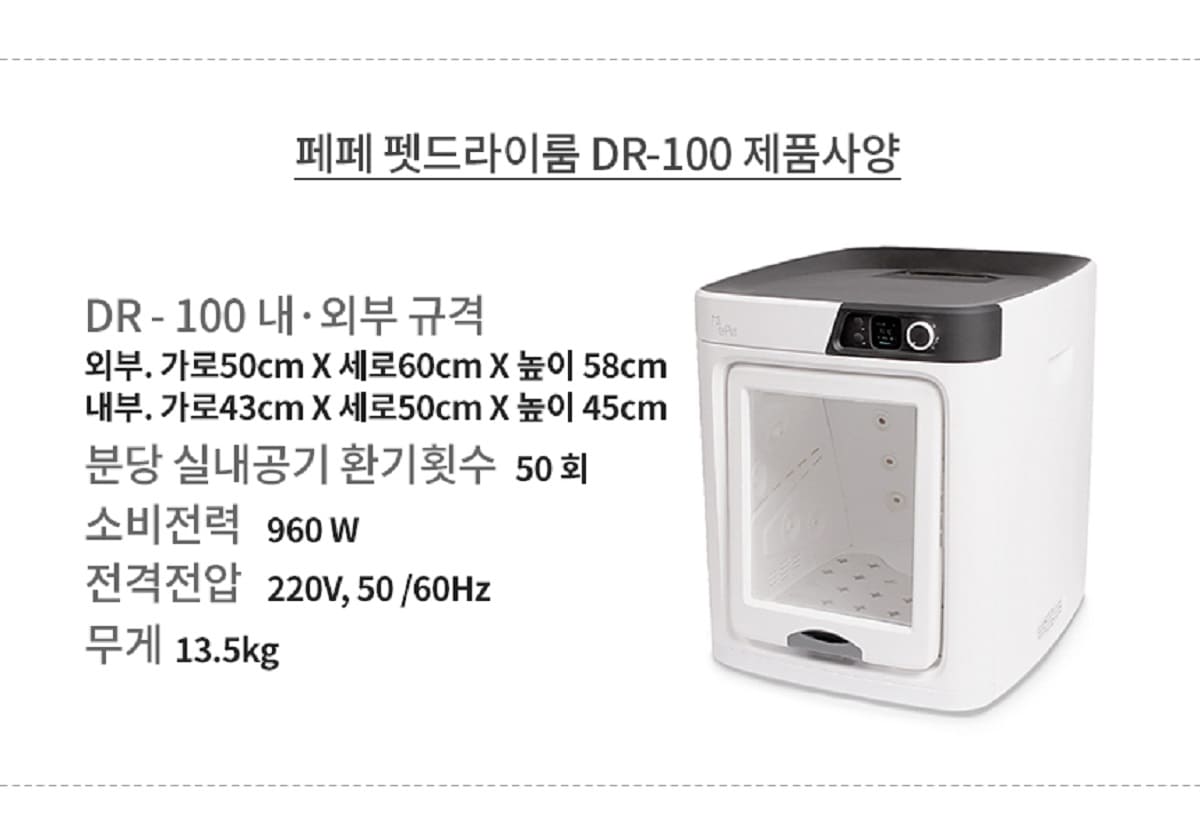 페페 펫드라이룸 DR-100 제품사양
DR - 100 내·외부 규격
외부. 가로50cm X 세로60cm X 높이 58cm
내부. 가로43cm X 세로50cm X 높이 45cm
분당 실내공기 환기횟수 50 회
소비전력 960 W
전격전압 220V, 50 /60Hz
무게 13.5kg